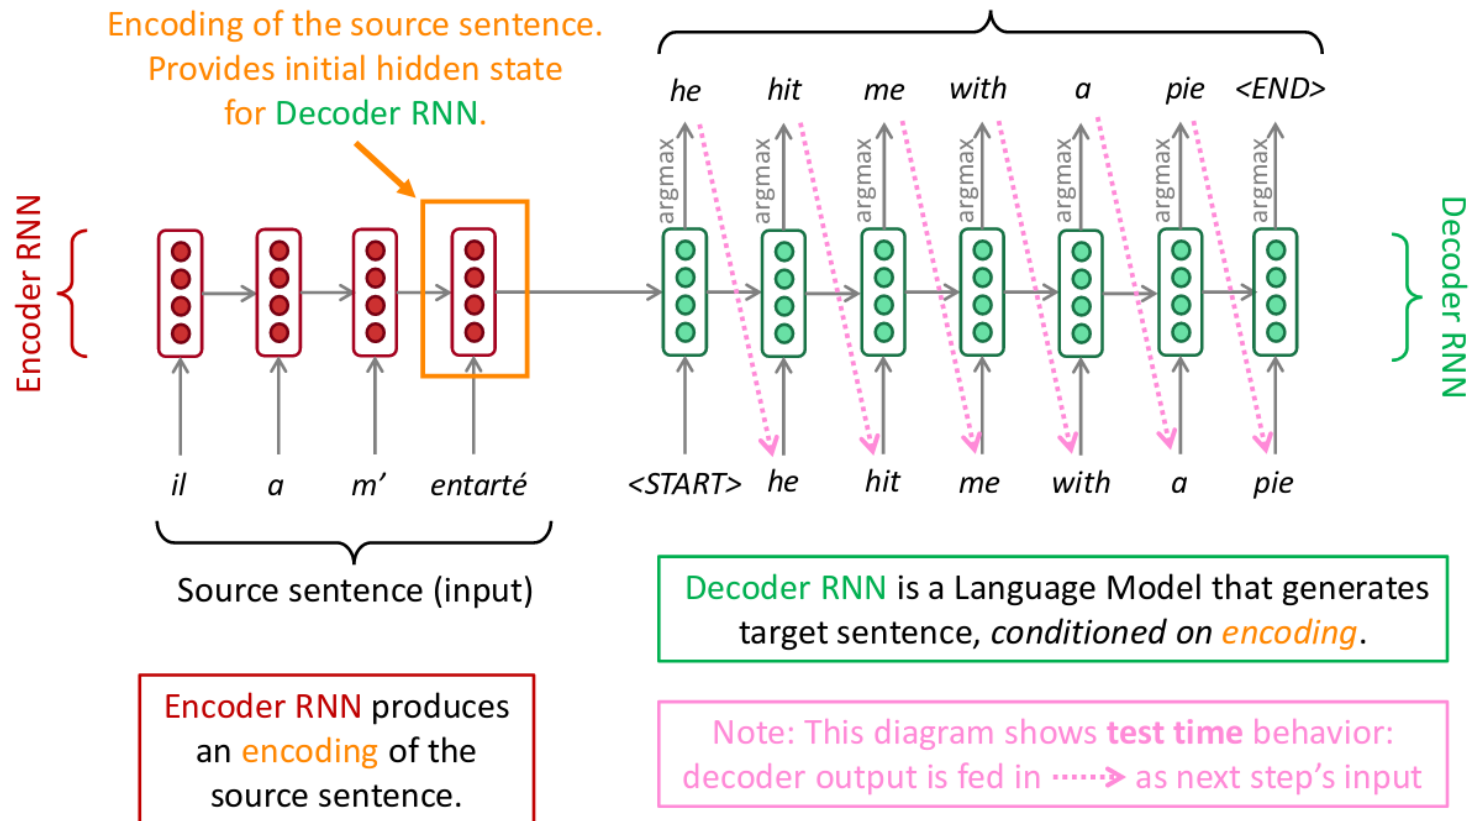 Encoding of the source sentence.
Provides initial hidden state
for Decoder RNN.
he hit me with a pie <END>
argmax argmax argmax argmax argmax argmax argmax
Encoder RNN
Decoder RNN
il a m’ entarté
<START> he hit me with a pie
Source sentence (input)
Decoder RNN is a Language Model that generates
target sentence, conditioned on encoding.
Encoder RNN produces
an encoding of the
source sentence.
Note: This diagram shows test time behavior:
decoder output is fed in as next step’s input